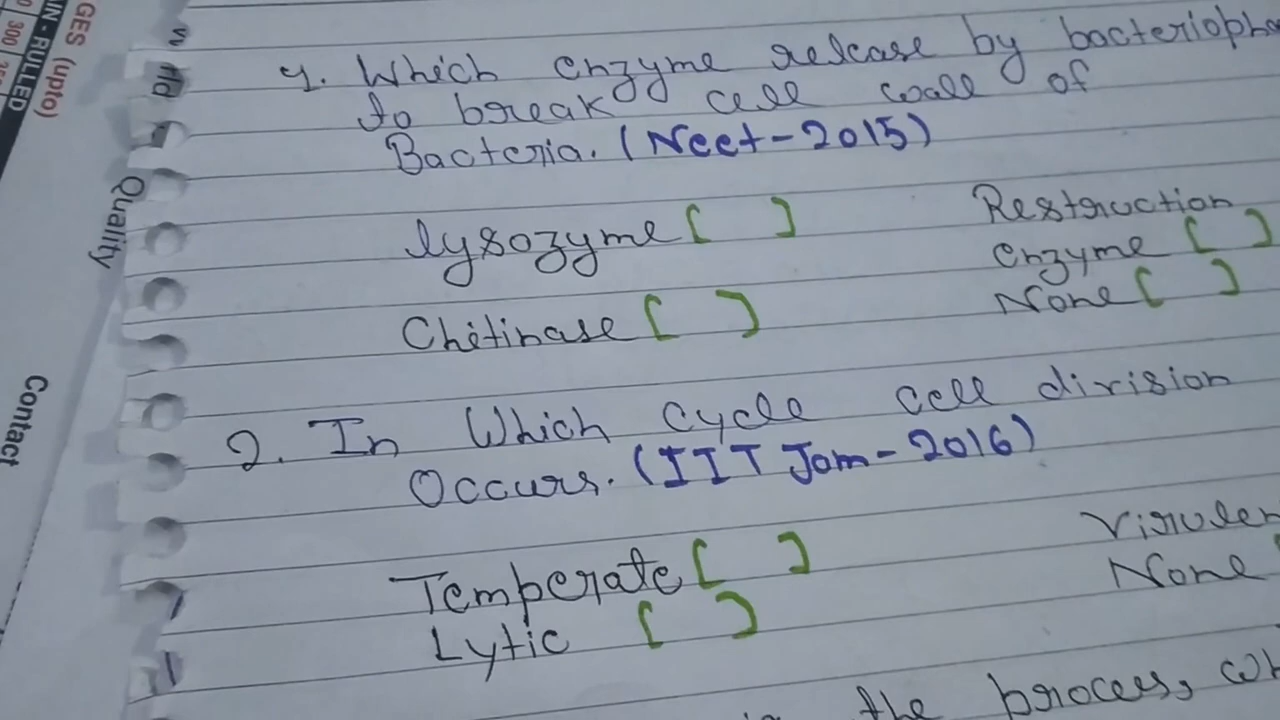 GES (upto)
IN - RULLED
300
Quality
Contact
1. Which enzyme release by bacteriopha
to break cell wall of
Bacteria. (Neet-2015)
lysozyme [ ]
Restruction
enzyme [ ]
Chitinase [ ]
None [ ]
2. In Which cycle cell division
Occurs. (IIT Jam-2016)
Temperate [ ]
Virulen
Lytic [ ]
None [
the process, wh